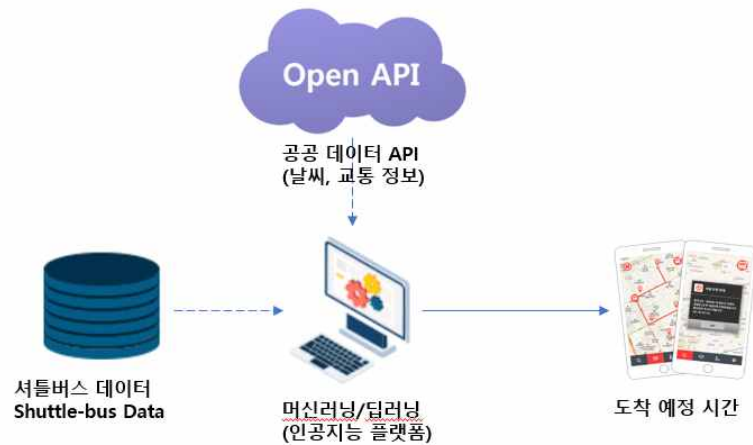 Open API
공공 데이터 API
(날씨, 교통 정보)
셔틀버스 데이터
Shuttle-bus Data
머신러닝/딥러닝
(인공지능 플랫폼)
도착 예정 시간